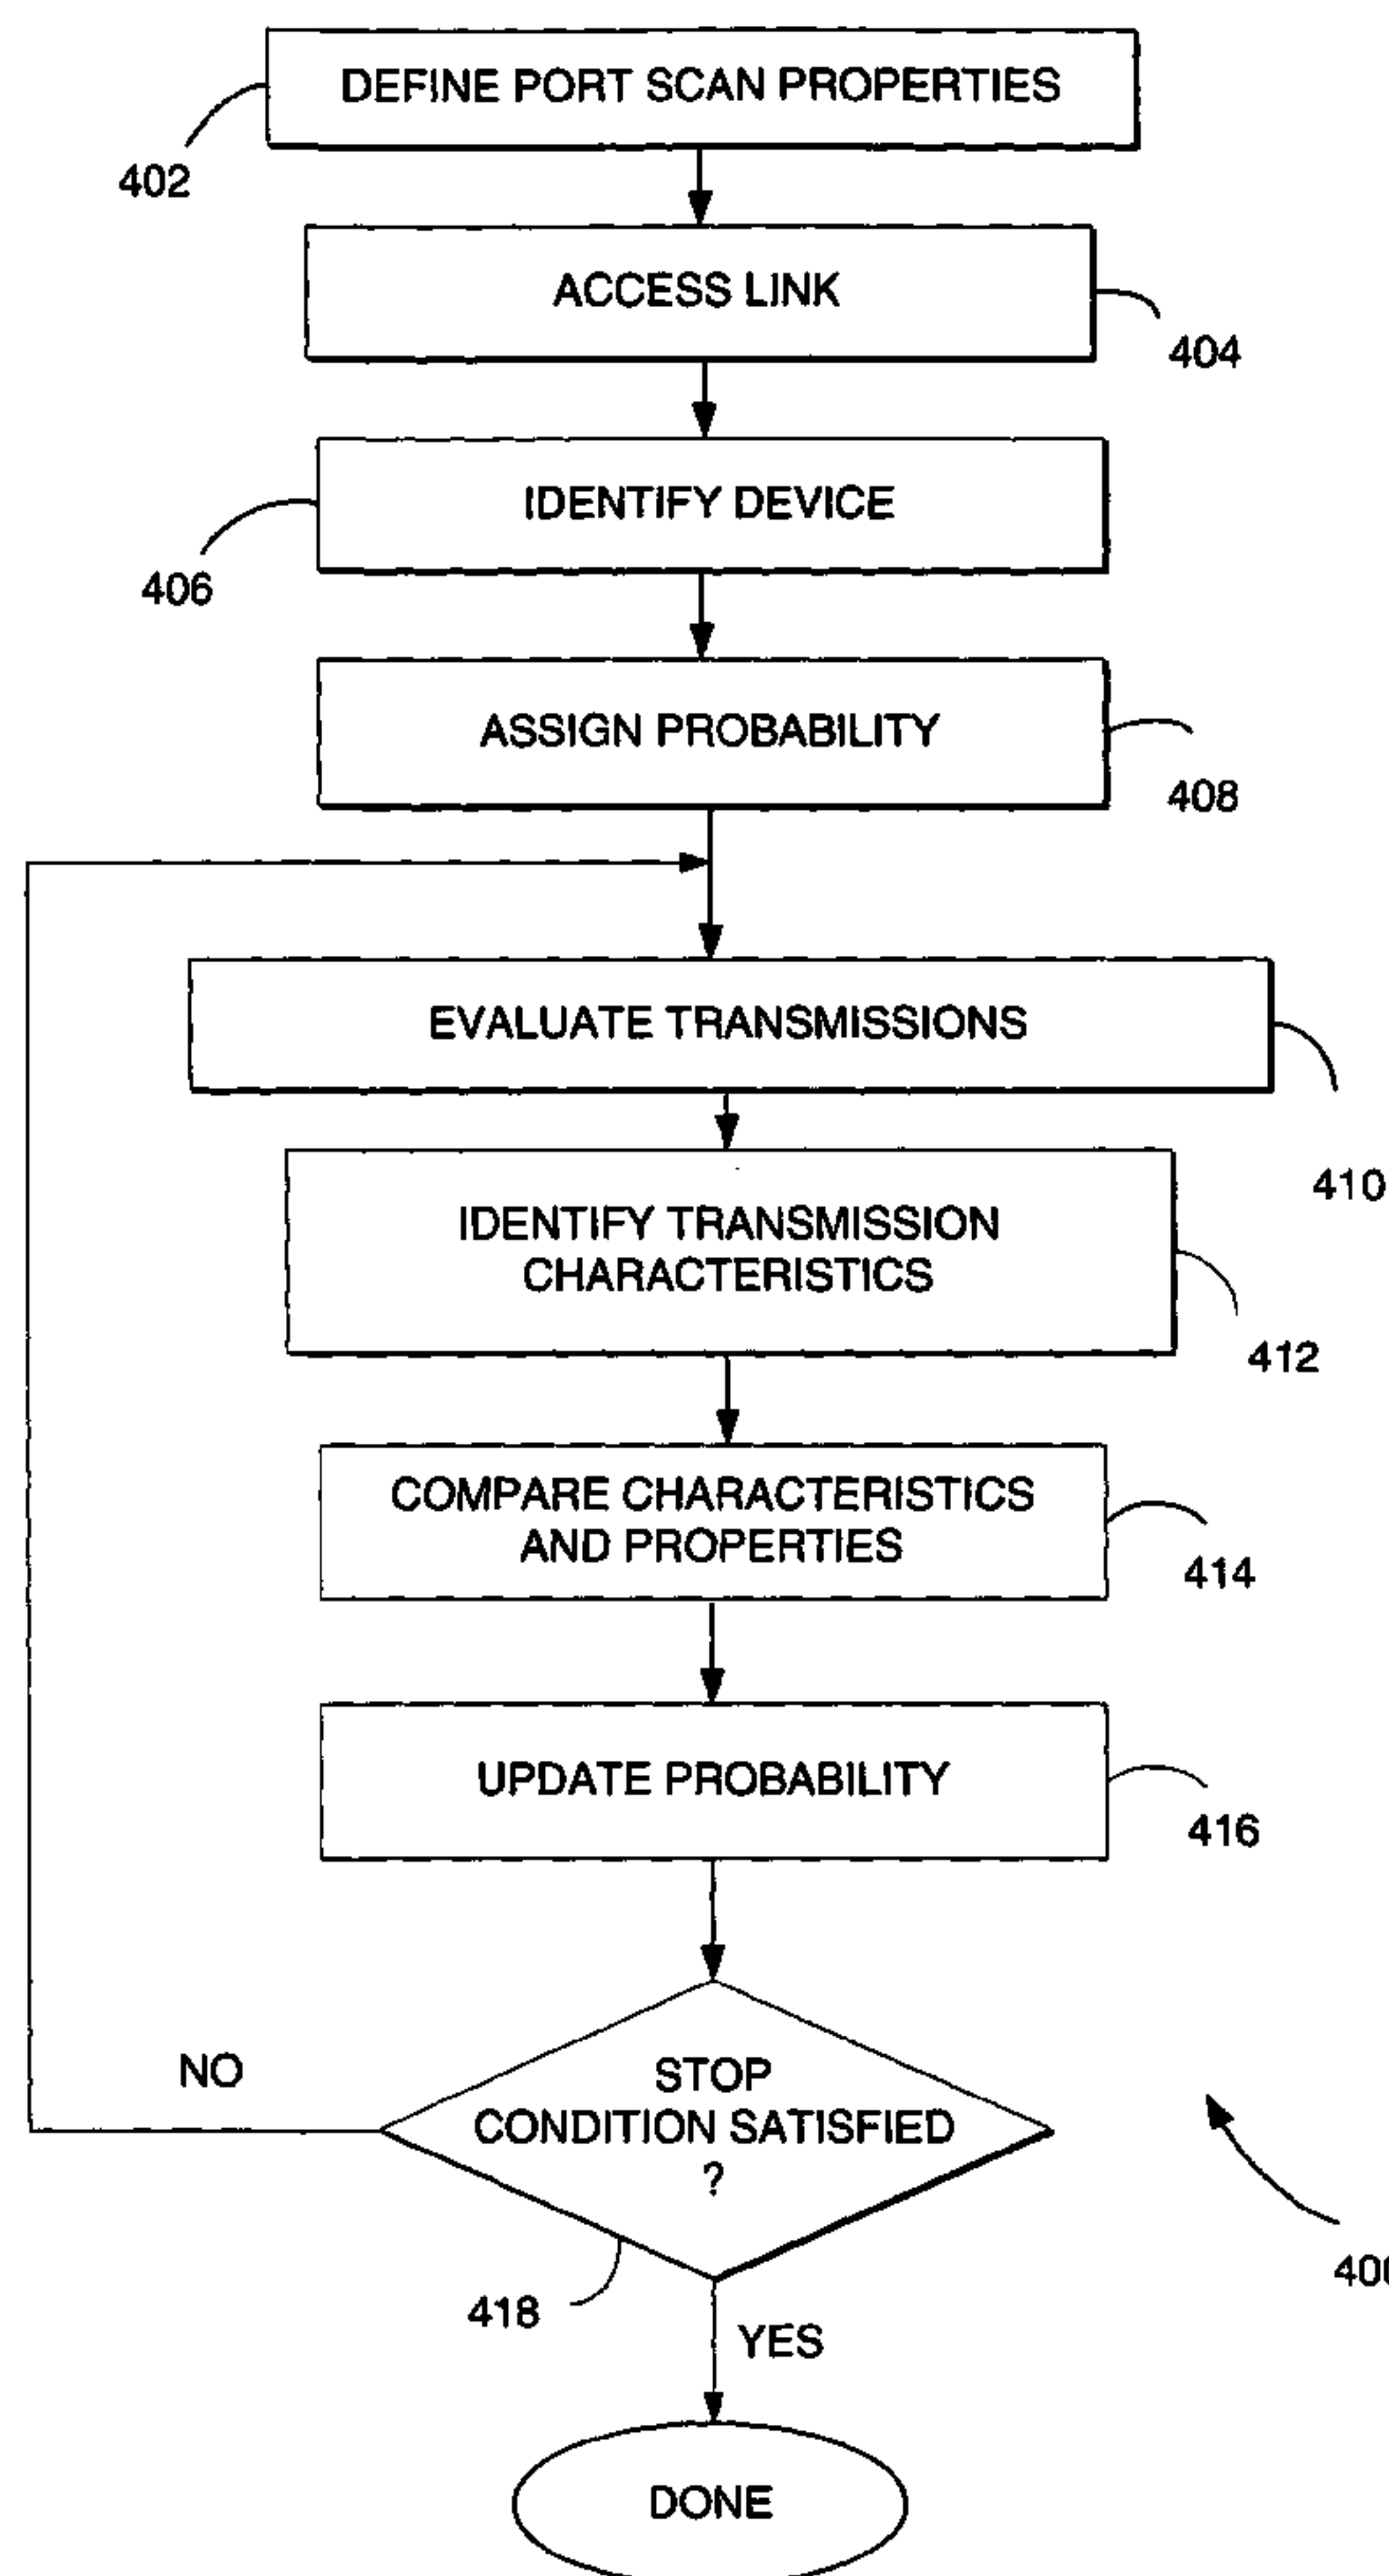 DEFINE PORT SCAN PROPERTIES
402
ACCESS LINK
404
IDENTIFY DEVICE
406
ASSIGN PROBABILITY
408
EVALUATE TRANSMISSIONS
410
IDENTIFY TRANSMISSION
CHARACTERISTICS
412
COMPARE CHARACTERISTICS
AND PROPERTIES
414
UPDATE PROBABILITY
416
NO
STOP
CONDITION SATISFIED
?
400
418
YES
DONE